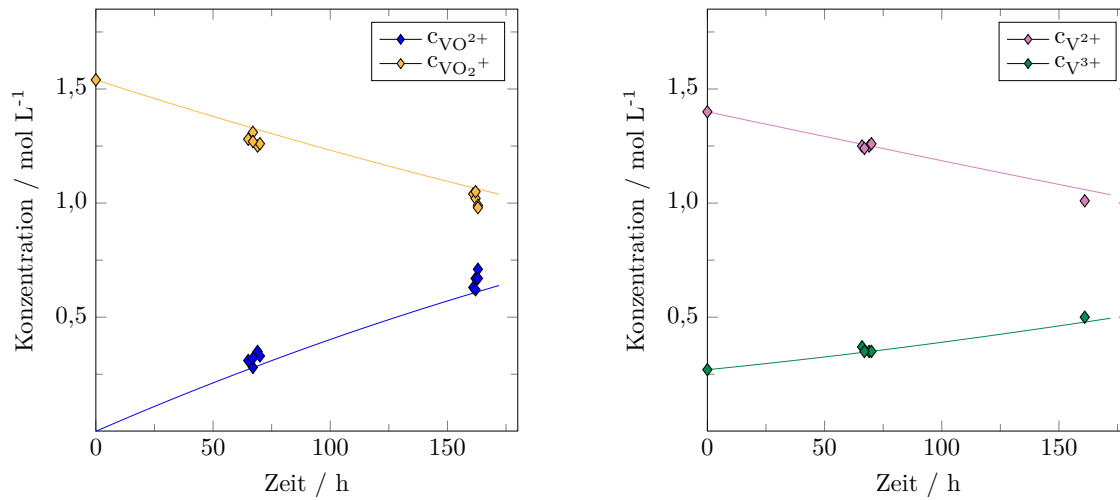 c_VO²⁺
c_VO₂⁺
1,5
1,0
0,5
Konzentration / mol L⁻¹
0
50
100
150
Zeit / h
c_V²⁺
c_V³⁺
1,5
1,0
0,5
Konzentration / mol L⁻¹
0
50
100
150
Zeit / h